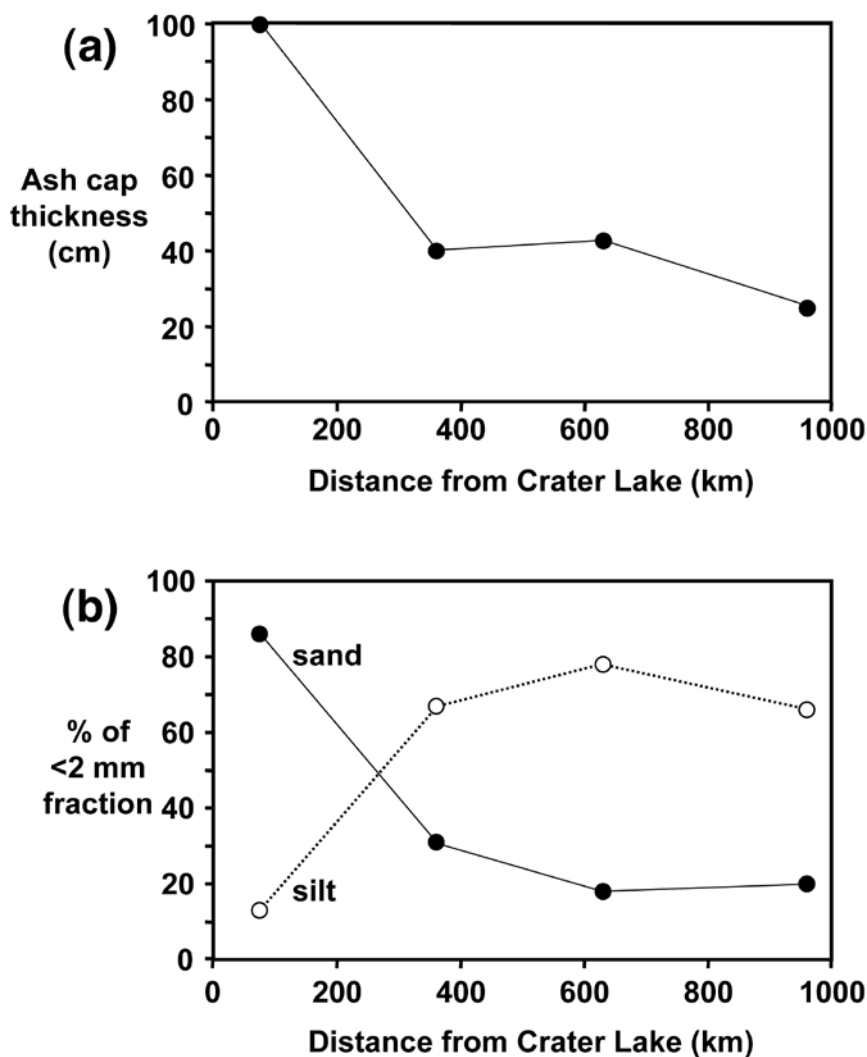 (a)
Ash cap
thickness
(cm)
100
80
60
40
20
0
0 200 400 600 800 1000
Distance from Crater Lake (km)
(b)
% of
<2 mm
fraction
100
80
60
40
20
0
sand
silt
0 200 400 600 800 1000
Distance from Crater Lake (km)